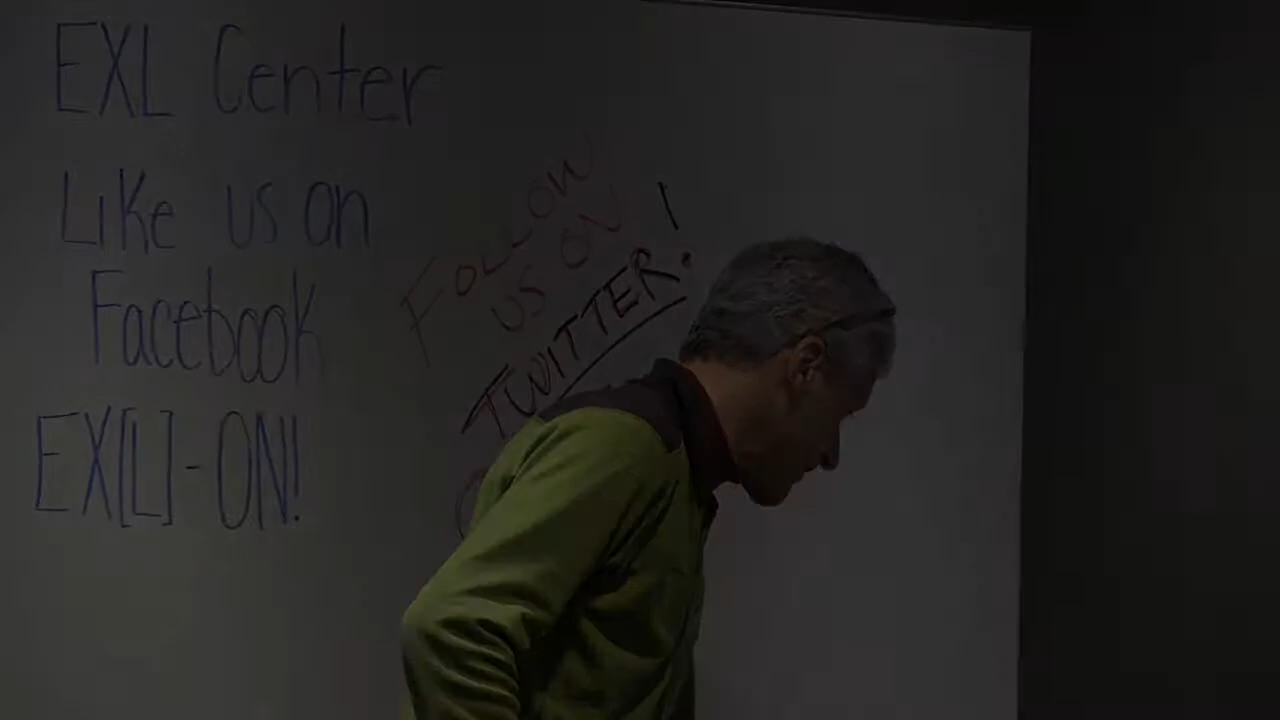 EXL Center
Like us on
Facebook
EX[L]-ON!
FOLLOW
US ON
TWITTER!